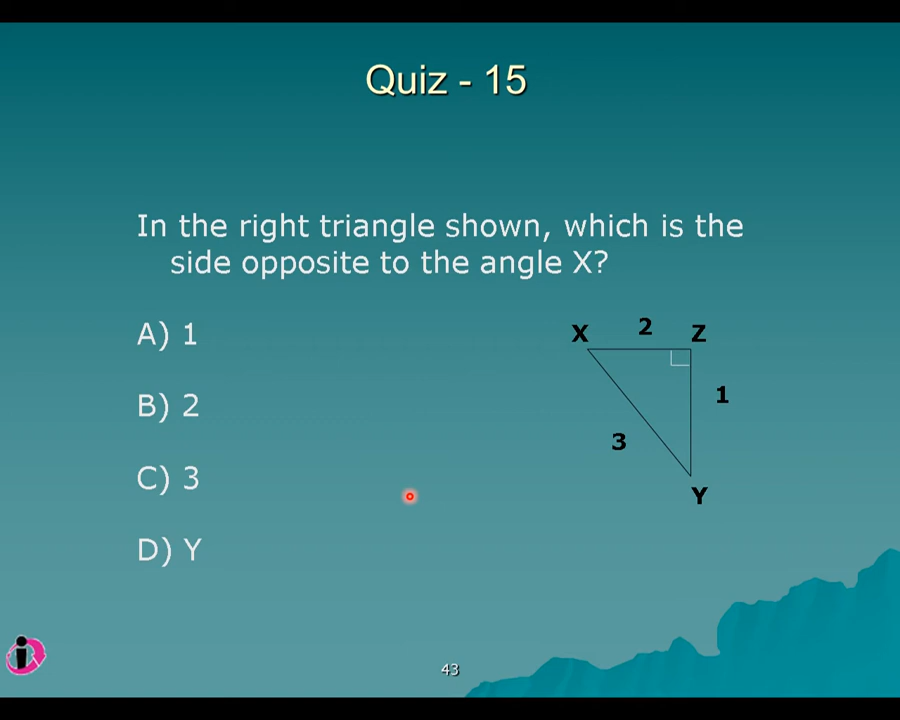 Quiz - 15
In the right triangle shown, which is the
side opposite to the angle X?
A) 1
B) 2
C) 3
D) Y
X 2 Z
1
3
Y
i
43